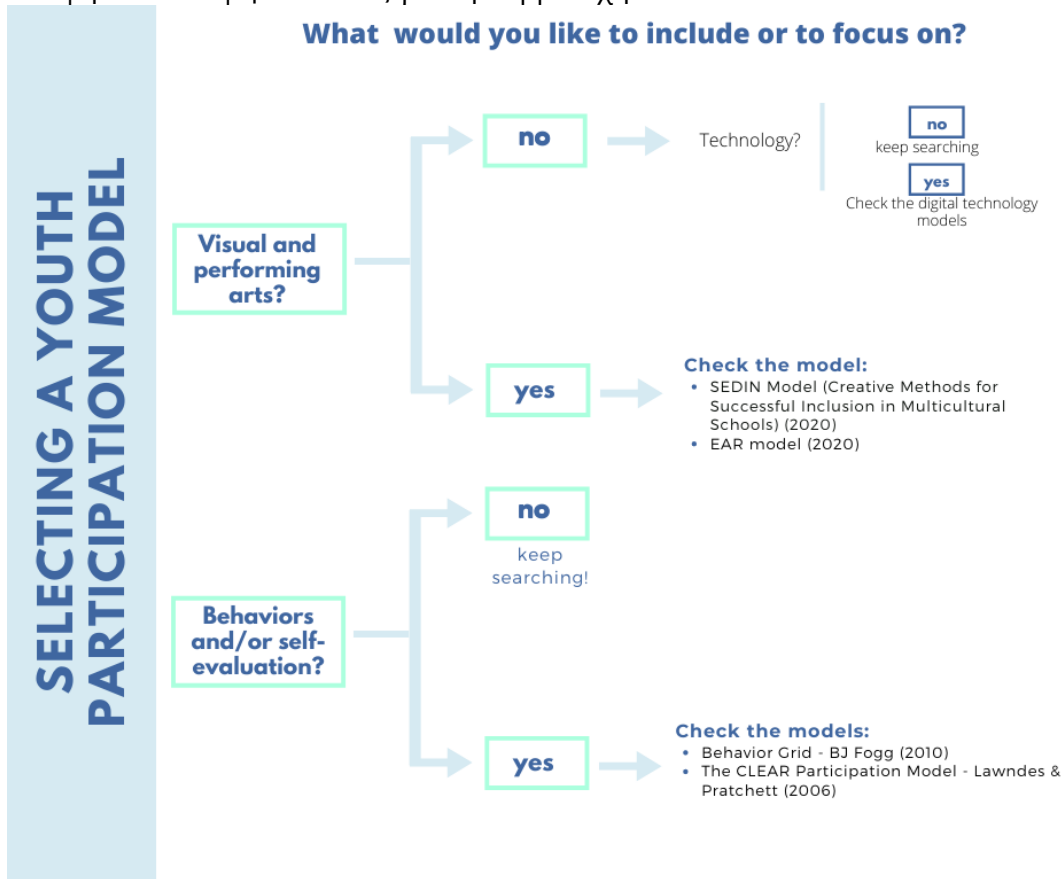 What would you like to include or to focus on?
SELECTING A YOUTH
PARTICIPATION MODEL
Visual and
performing
arts?
no
Technology?
no
keep searching
yes
Check the digital technology
models
yes
Check the model:
• SEDIN Model (Creative Methods for
Successful Inclusion in Multicultural
Schools) (2020)
• EAR model (2020)
Behaviors
and/or self-
evaluation?
no
keep
searching!
yes
Check the models:
• Behavior Grid - BJ Fogg (2010)
• The CLEAR Participation Model - Lawndes &
Pratchett (2006)